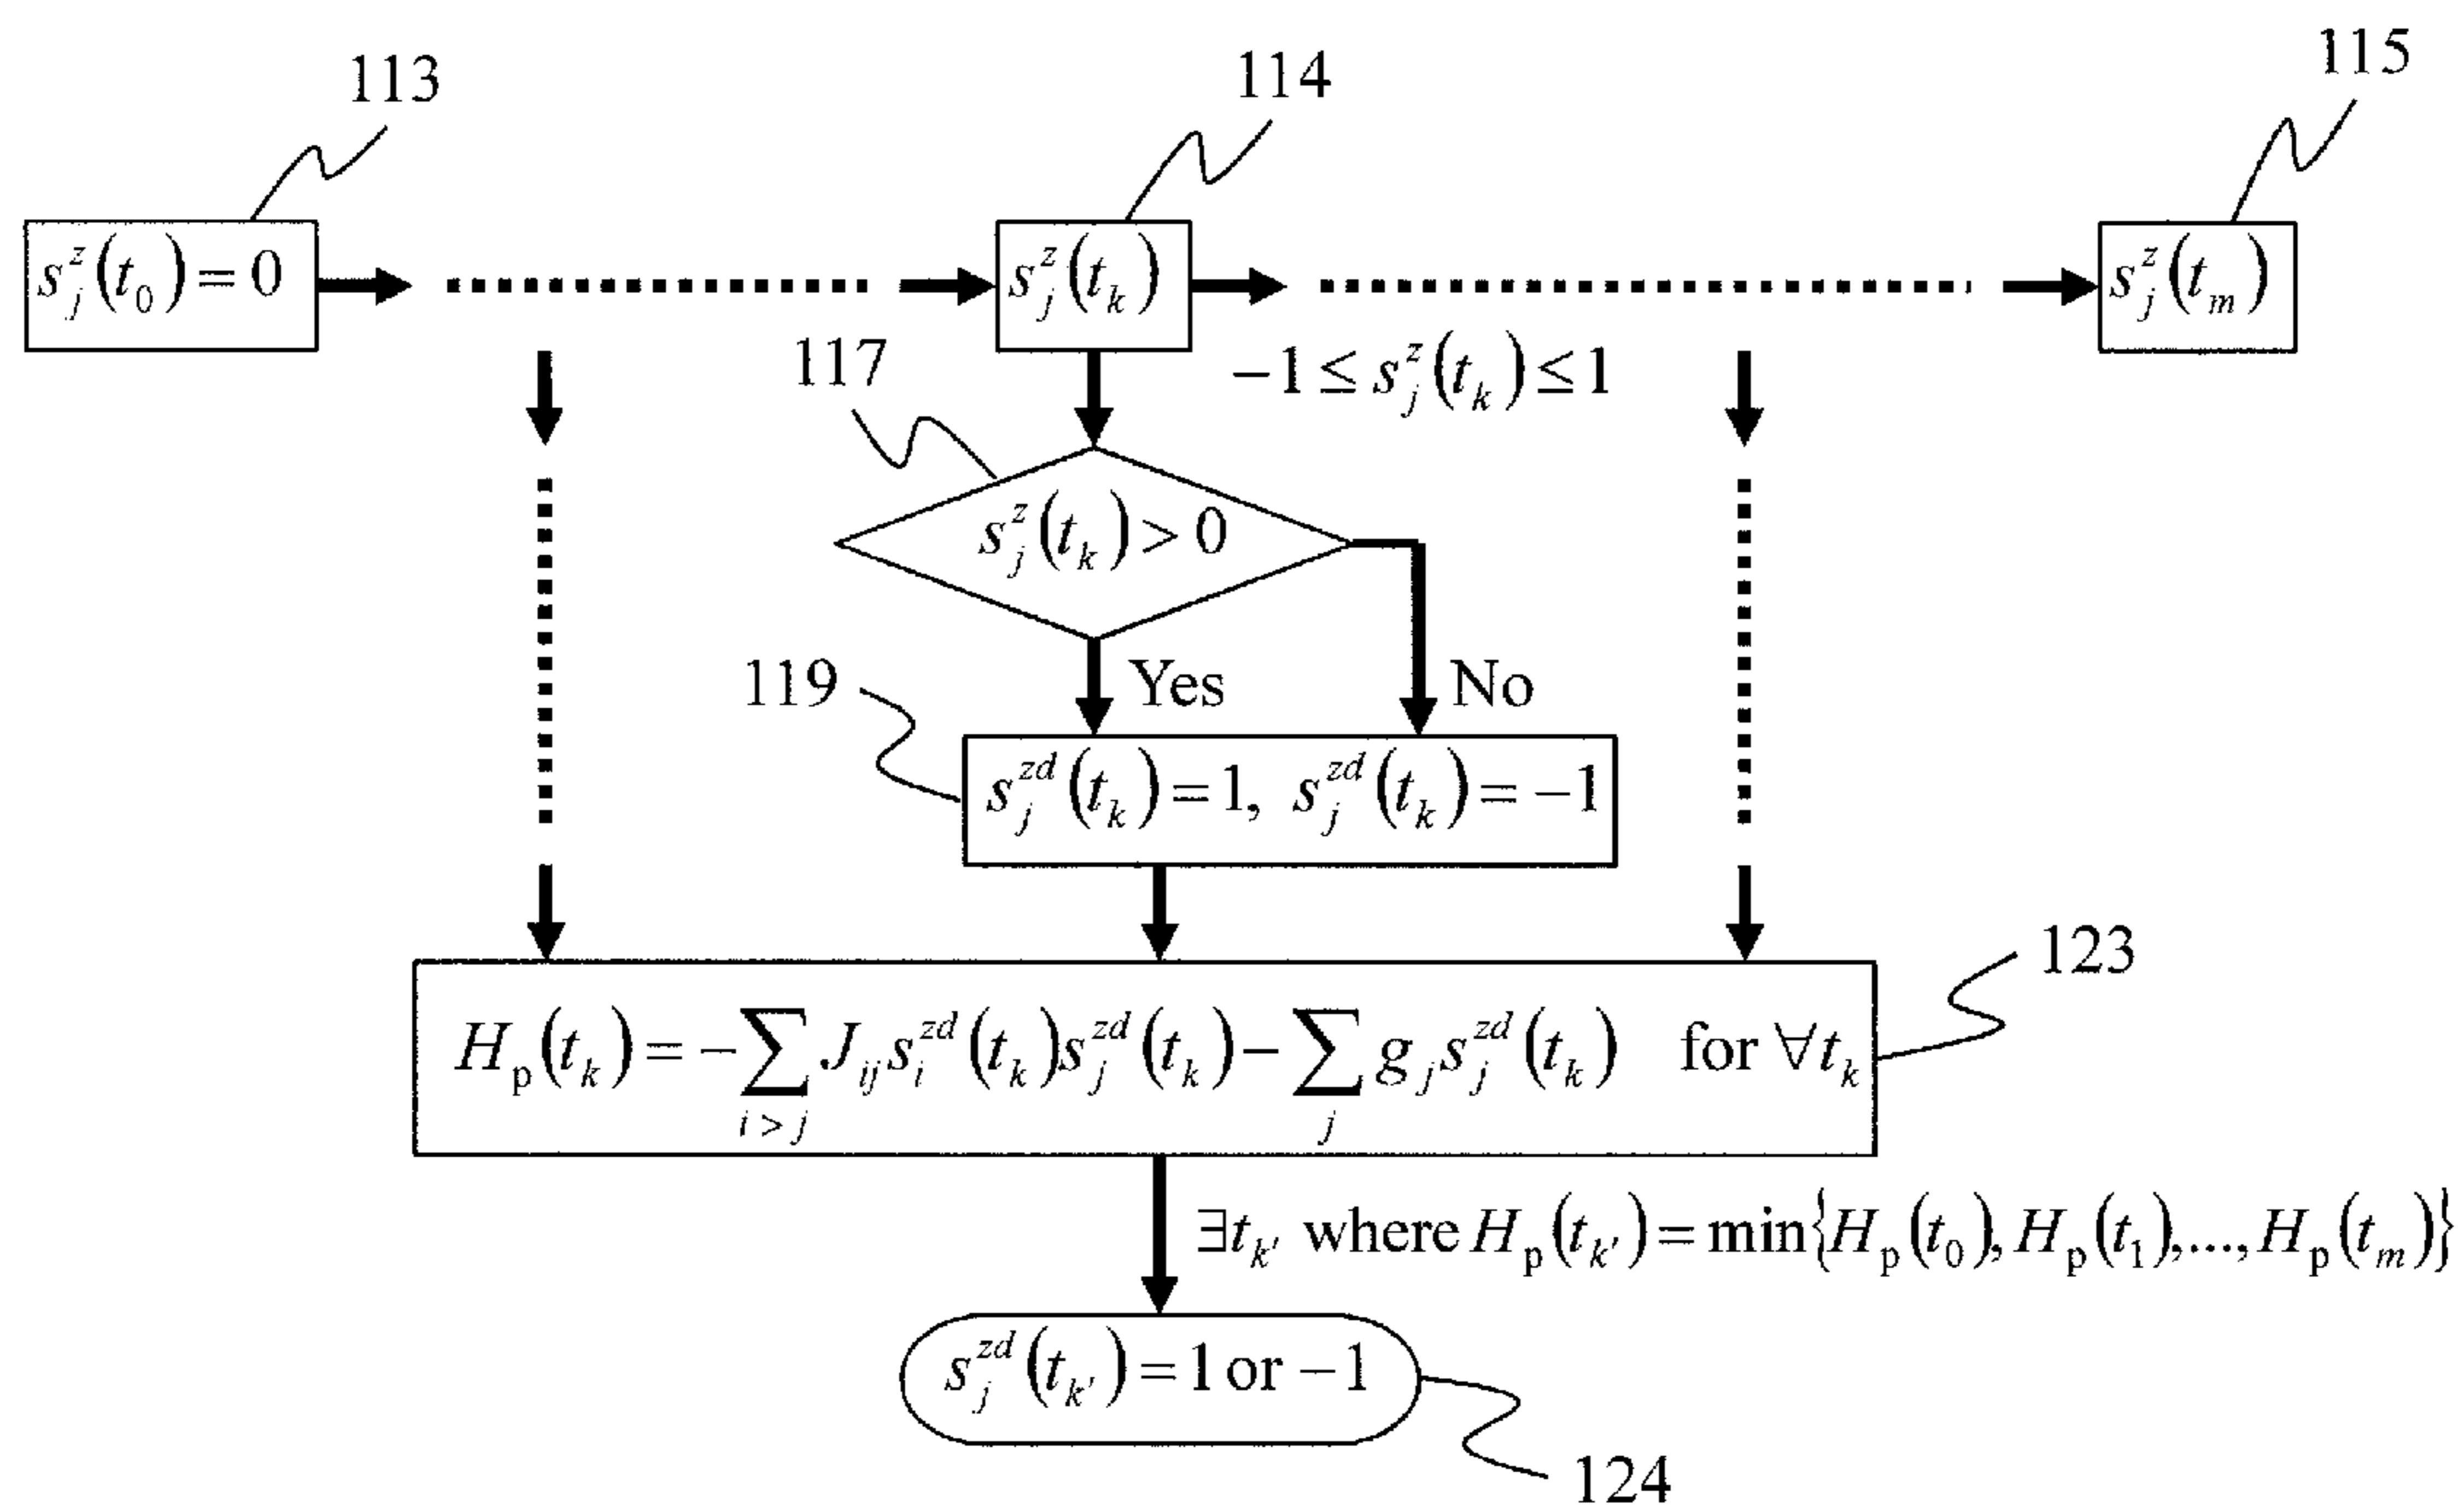 113
114
115
s_j^z(t_0) = 0
s_j^z(t_k)
s_j^z(t_m)
117
-1 ≤ s_j^z(t_k) ≤ 1
s_j^z(t_k) > 0
119
Yes
No
s_j^{zd}(t_k) = 1, s_j^{zd}(t_k) = -1
123
H_p(t_k) = -∑_{i>j} J_{ij} s_i^{zd}(t_k) s_j^{zd}(t_k) - ∑_j g_j s_j^{zd}(t_k) for ∀t_k
∃t_{k'} where H_p(t_{k'}) = min{H_p(t_0), H_p(t_1), ..., H_p(t_m)}
s_j^{zd}(t_{k'}) = 1 or -1
124